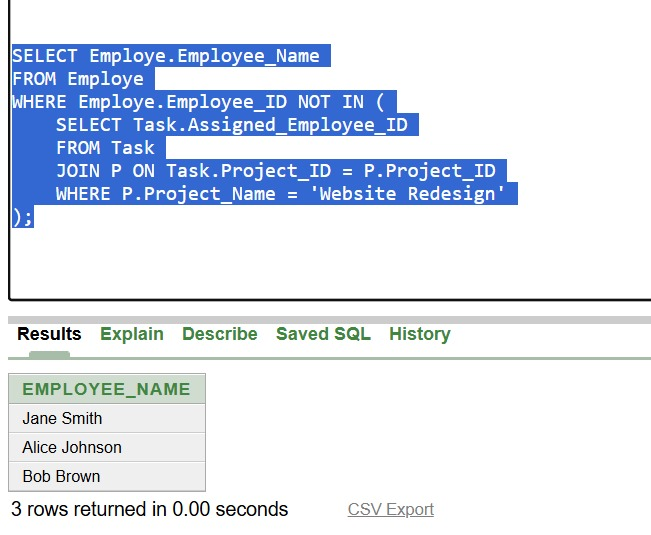 SELECT Employe.Employee_Name
FROM Employe
WHERE Employe.Employee_ID NOT IN (
    SELECT Task.Assigned_Employee_ID
    FROM Task
    JOIN P ON Task.Project_ID = P.Project_ID
    WHERE P.Project_Name = 'Website Redesign'
);
Results Explain Describe Saved SQL History
EMPLOYEE_NAME
Jane Smith
Alice Johnson
Bob Brown
3 rows returned in 0.00 seconds CSV Export